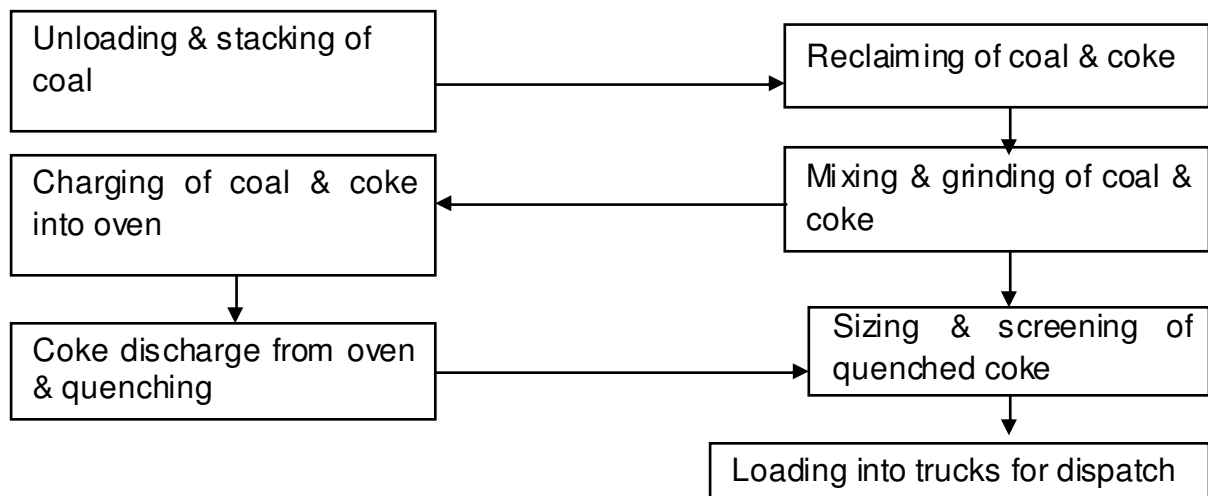 Unloading & stacking of
coal
Reclaiming of coal & coke
Mixing & grinding of coal &
coke
Charging of coal & coke
into oven
Coke discharge from oven
& quenching
Sizing & screening of
quenched coke
Loading into trucks for dispatch